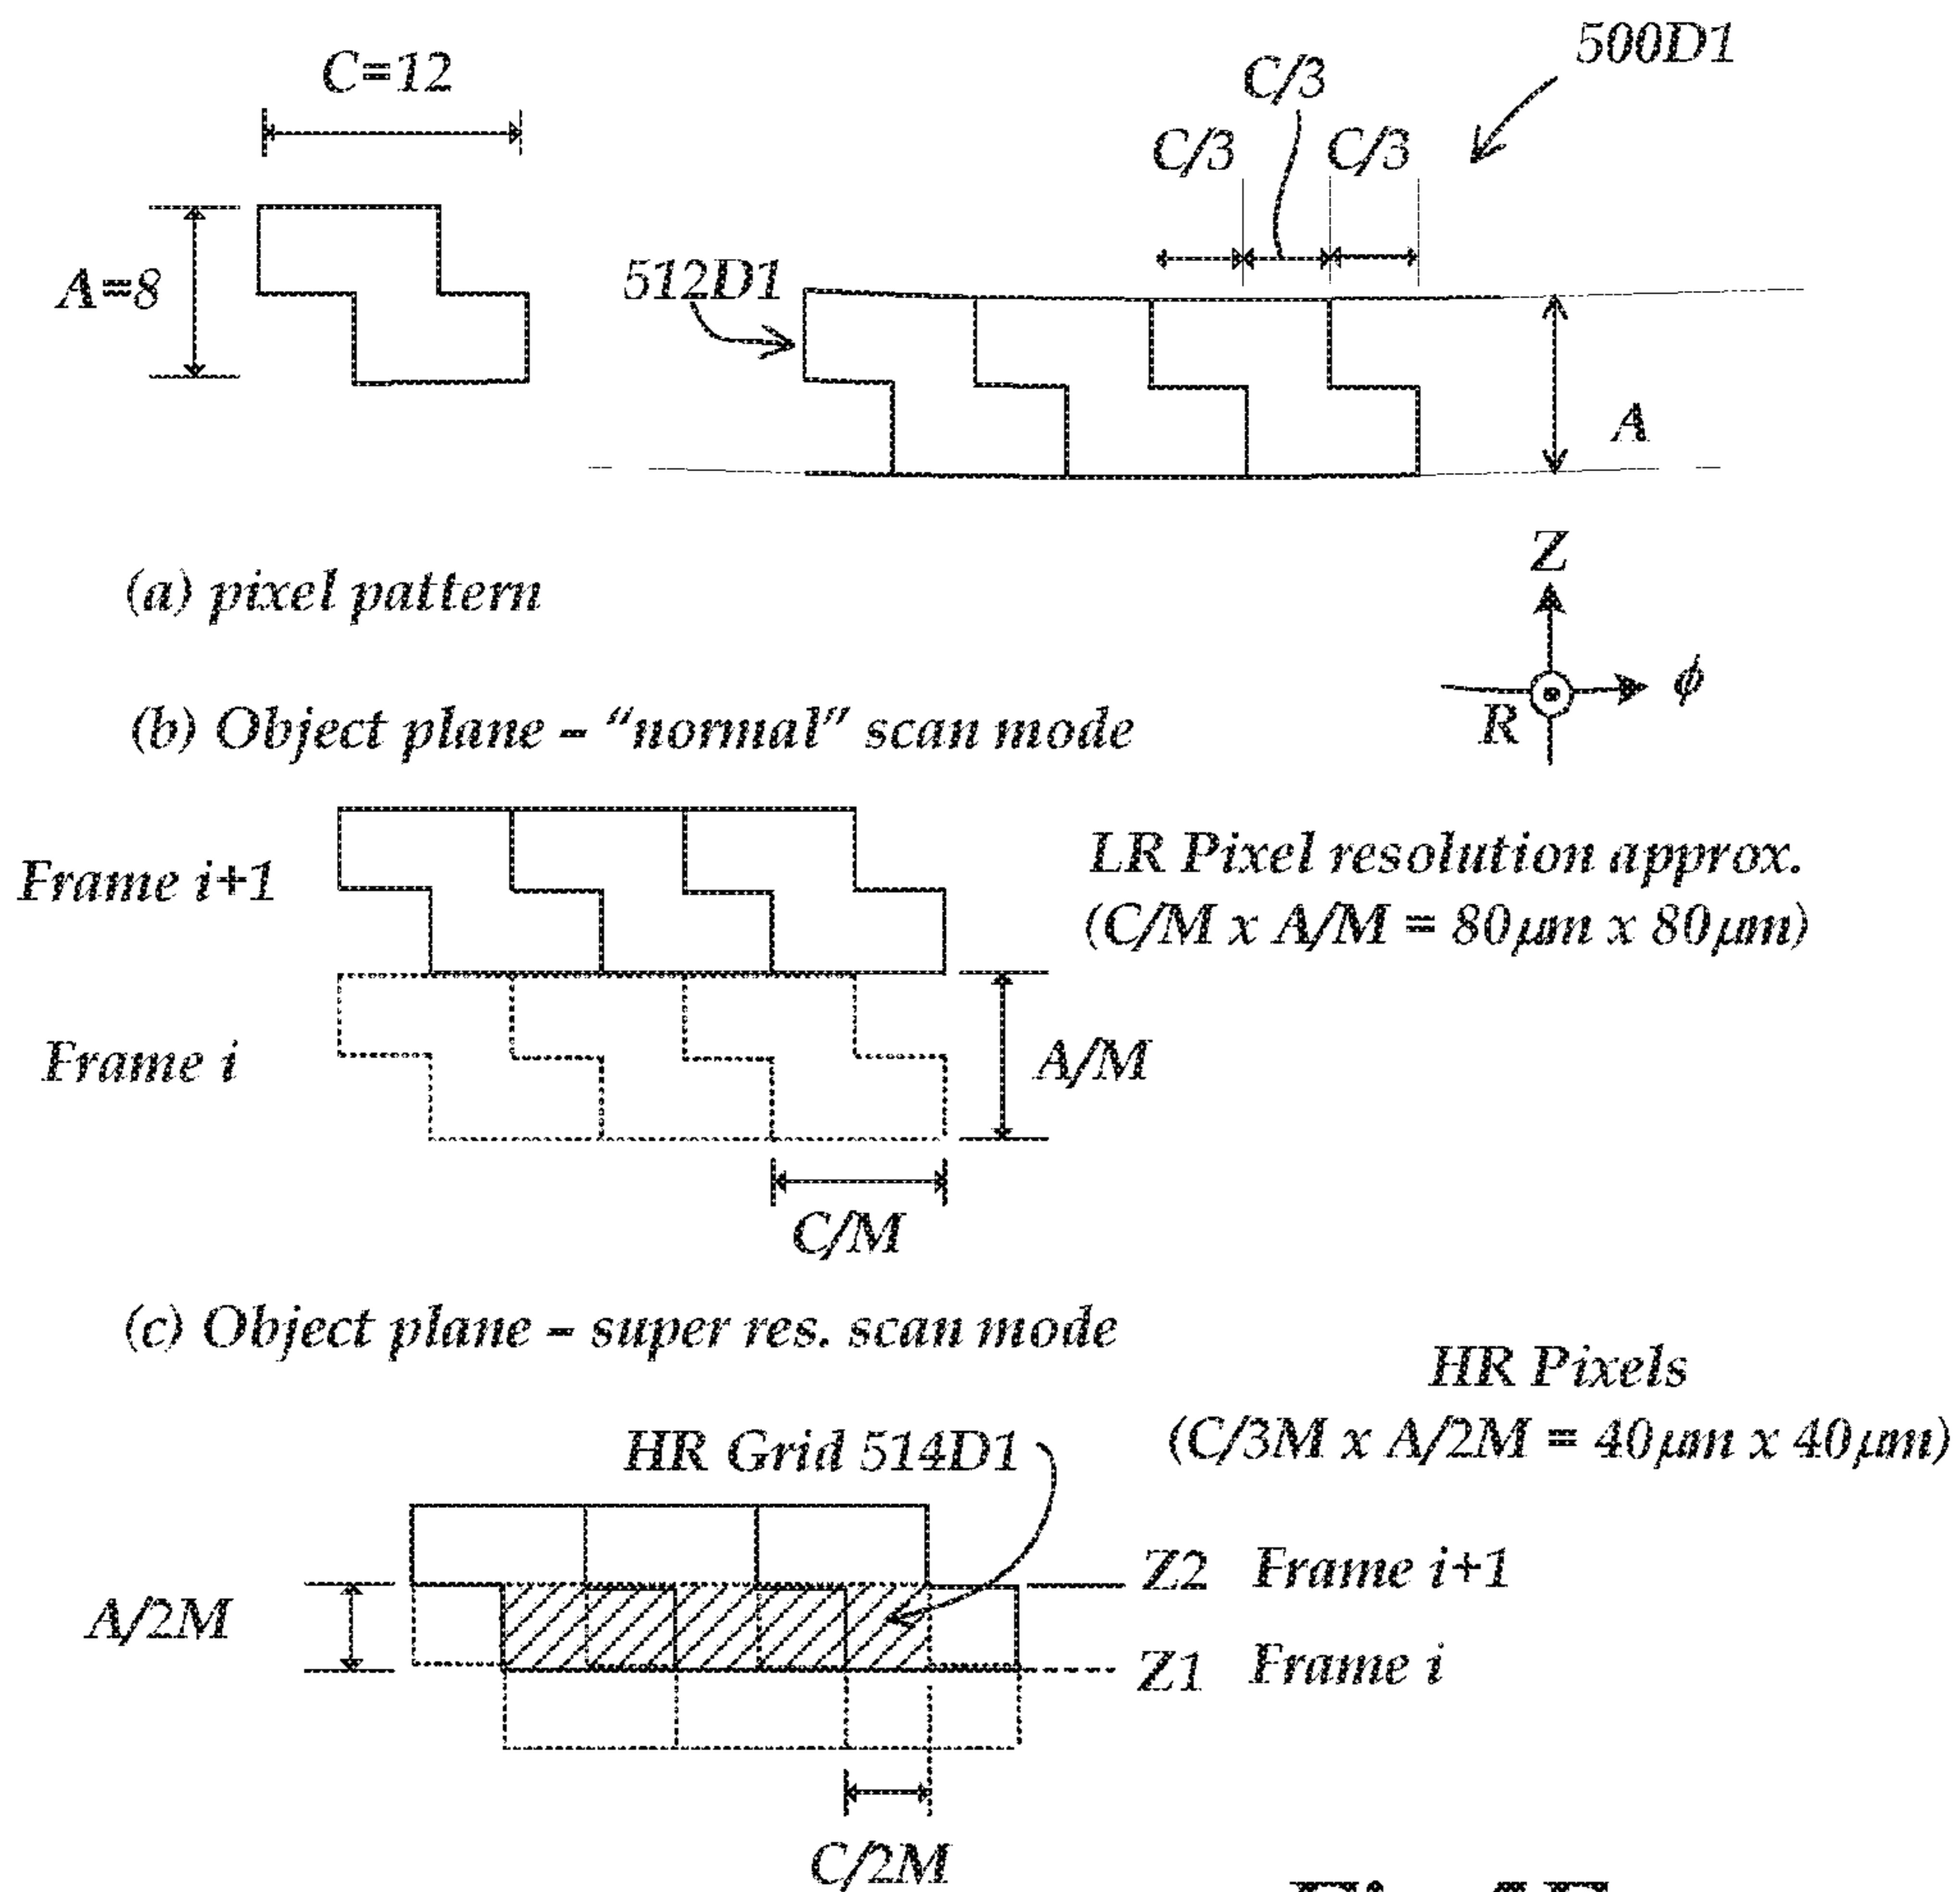 C=12
A=8
512D1
C/3
C/3
C/3
500D1
A
(a) pixel pattern
Z
ϕ
R
(b) Object plane – “normal” scan mode
Frame i+1
Frame i
LR Pixel resolution approx.
(C/M x A/M = 80μm x 80μm)
A/M
C/M
(c) Object plane – super res. scan mode
HR Pixels
(C/3M x A/2M = 40μm x 40μm)
HR Grid 514D1
A/2M
Z2 Frame i+1
Z1 Frame i
C/2M